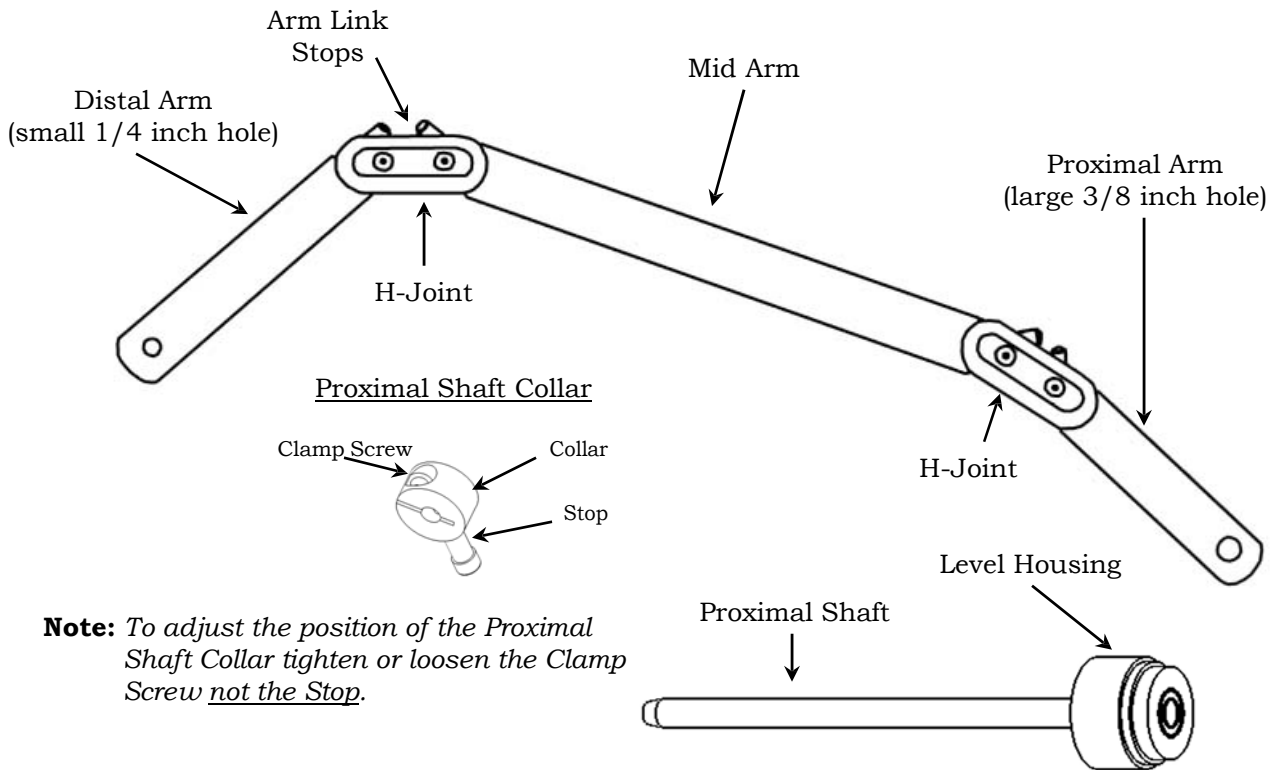 Arm Link
Stops
Mid Arm
Distal Arm
(small 1/4 inch hole)
Proximal Arm
(large 3/8 inch hole)
H-Joint
Proximal Shaft Collar
Clamp Screw
Collar
H-Joint
Stop
Level Housing
Proximal Shaft
Note: To adjust the position of the Proximal
Shaft Collar tighten or loosen the Clamp
Screw not the Stop.